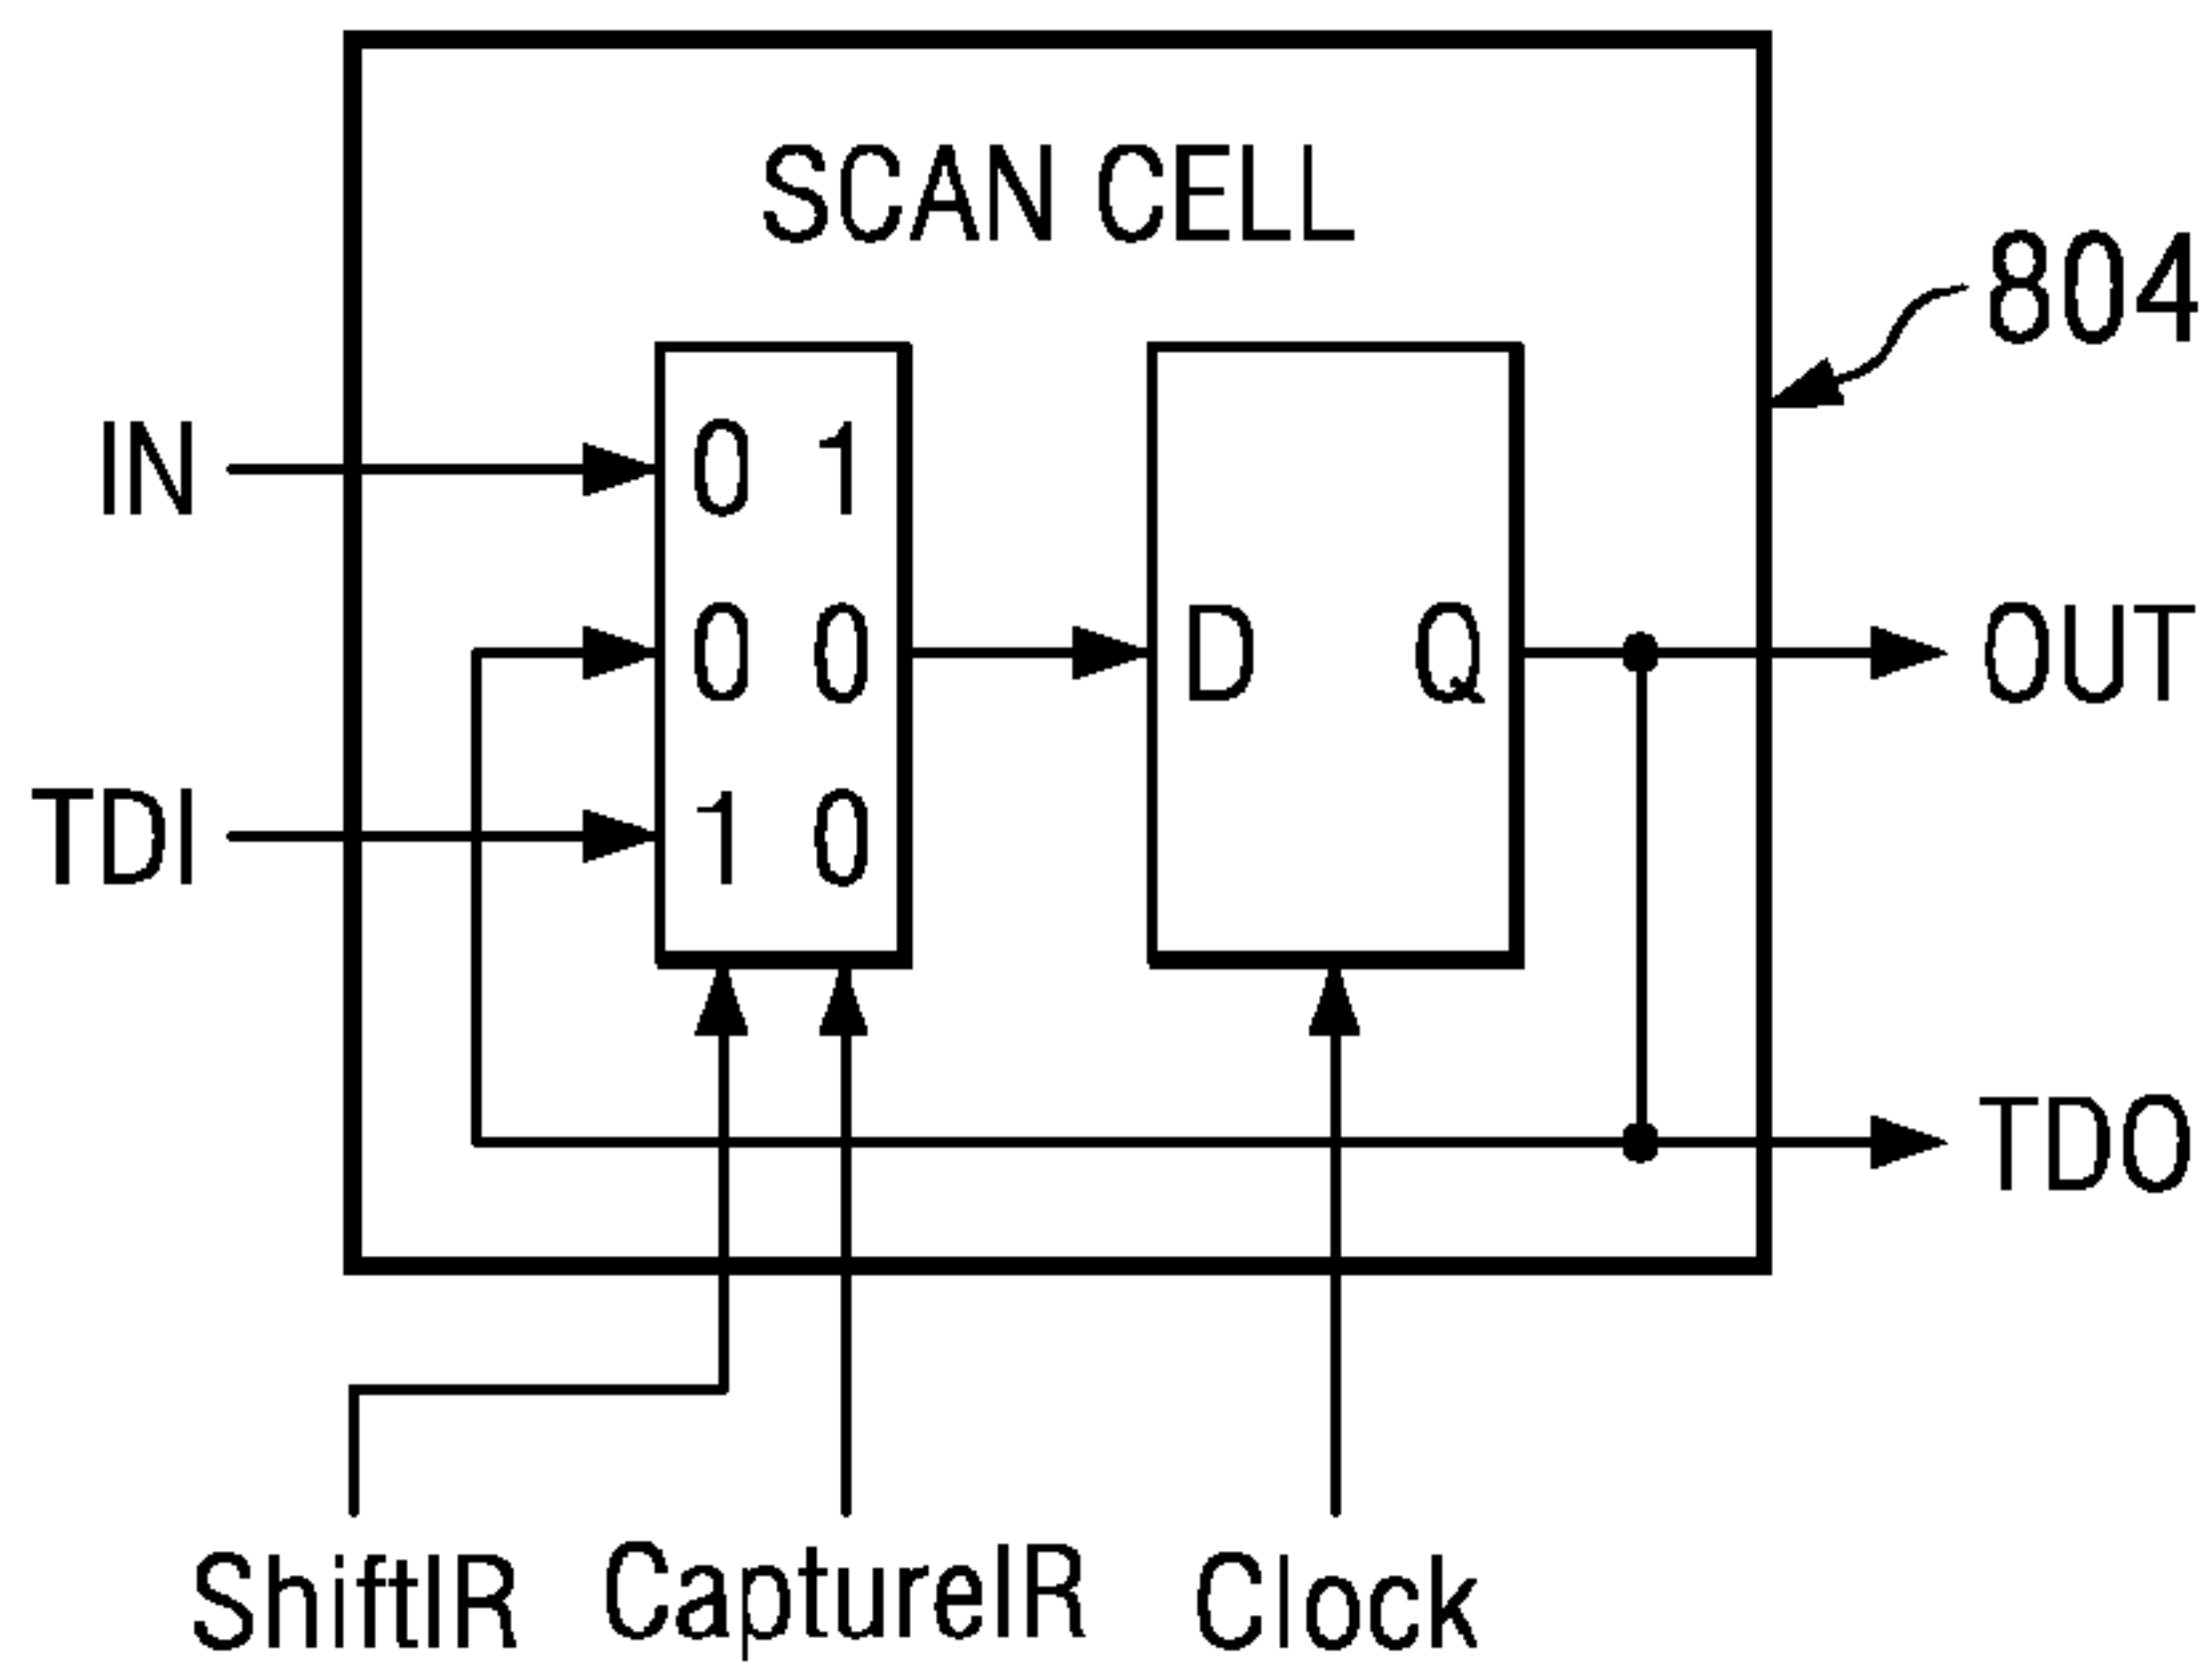 SCAN CELL
804
IN
0 1
0 0
D
Q
OUT
TDI
1 0
TDO
ShiftIR
CaptureIR
Clock